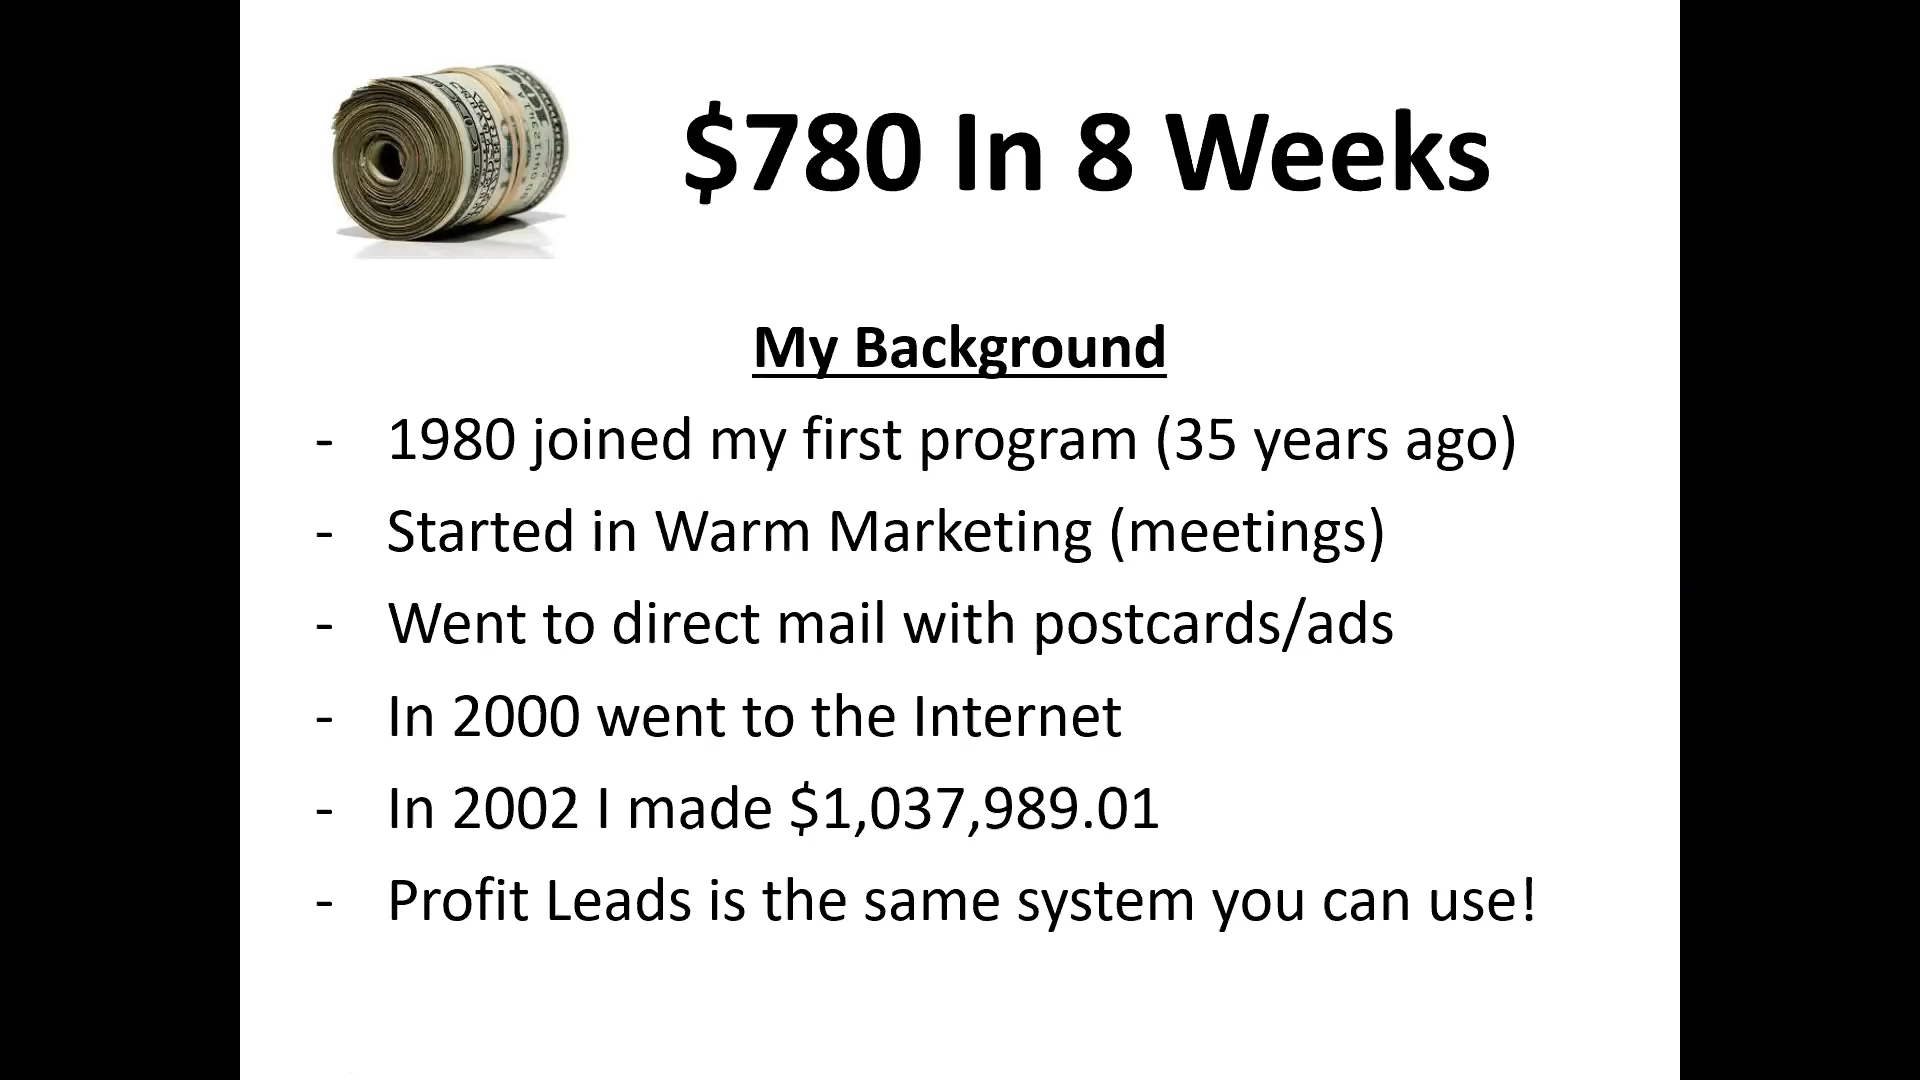 $780 In 8 Weeks
My Background
- 1980 joined my first program (35 years ago)
- Started in Warm Marketing (meetings)
- Went to direct mail with postcards/ads
- In 2000 went to the Internet
- In 2002 I made $1,037,989.01
- Profit Leads is the same system you can use!